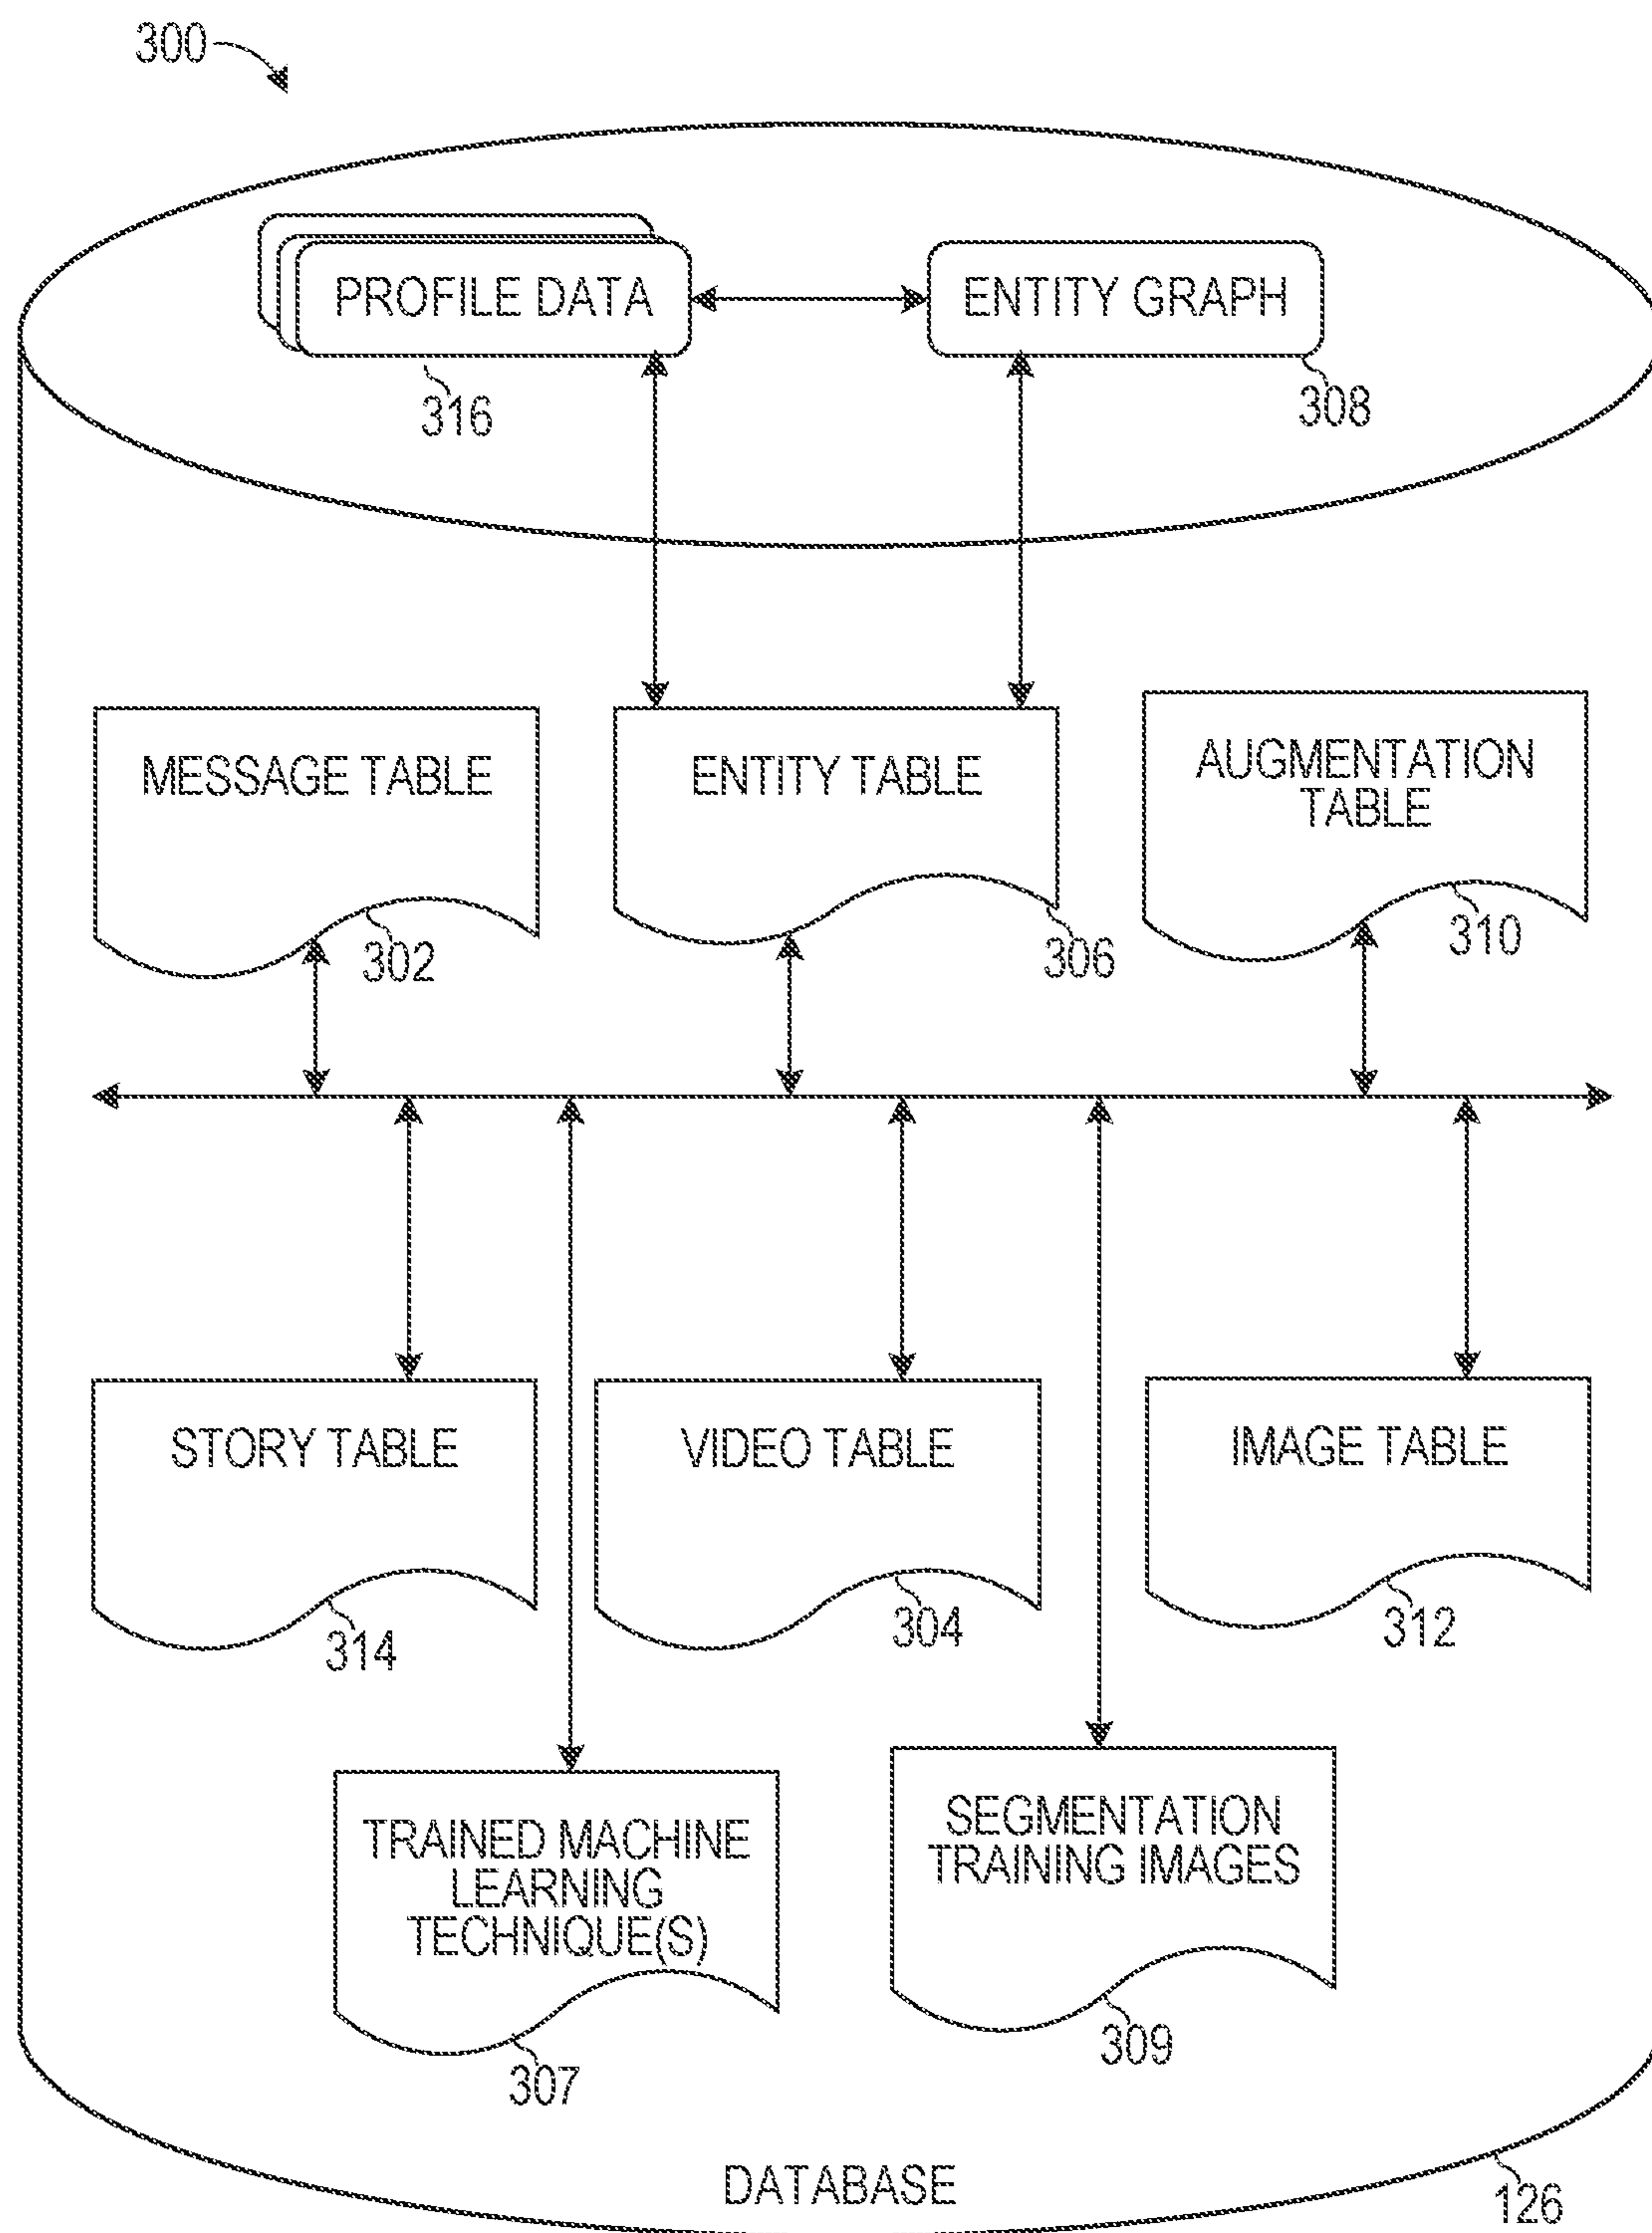 300
PROFILE DATA
ENTITY GRAPH
316
308
MESSAGE TABLE
ENTITY TABLE
AUGMENTATION
TABLE
302
306
310
STORY TABLE
VIDEO TABLE
IMAGE TABLE
314
304
312
TRAINED MACHINE
LEARNING
TECHNIQUE(S)
SEGMENTATION
TRAINING IMAGES
307
309
DATABASE
126